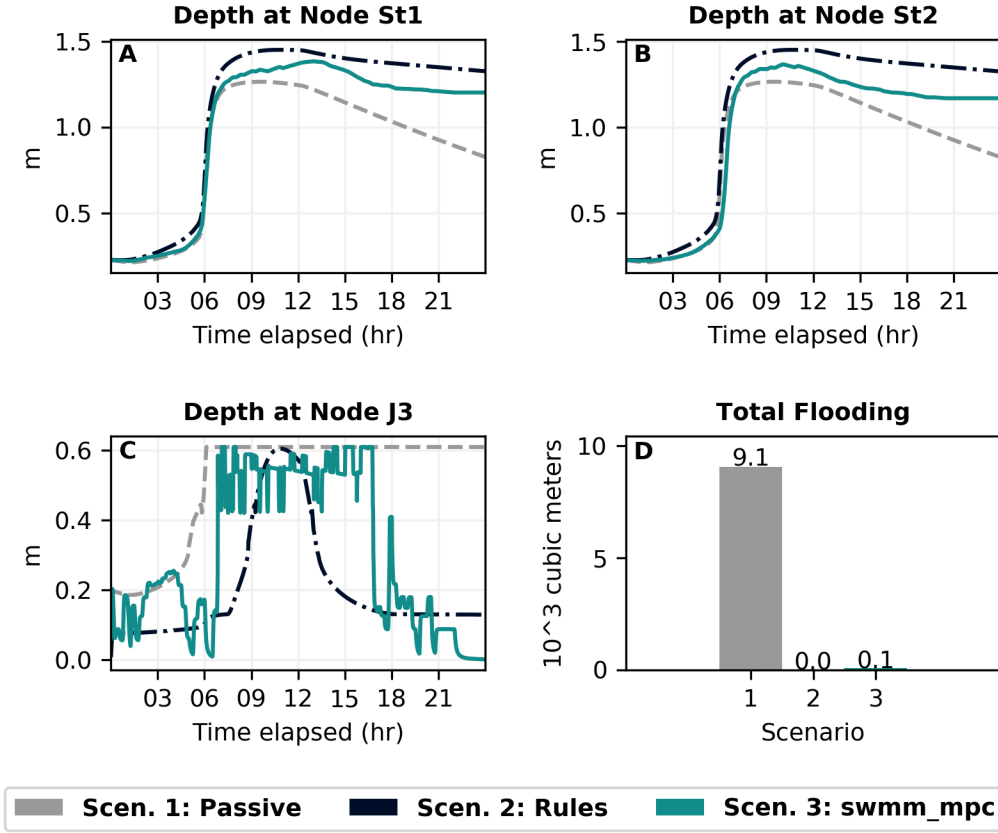 Depth at Node St1
A
1.5
1.0
0.5
m
03 06 09 12 15 18 21
Time elapsed (hr)
Depth at Node St2
B
1.5
1.0
0.5
m
03 06 09 12 15 18 21
Time elapsed (hr)
Depth at Node J3
C
0.6
0.4
0.2
0.0
m
03 06 09 12 15 18 21
Time elapsed (hr)
Total Flooding
D
10
5
0
10^3 cubic meters
9.1
0.0
0.1
1 2 3
Scenario
Scen. 1: Passive Scen. 2: Rules Scen. 3: swmm_mpc